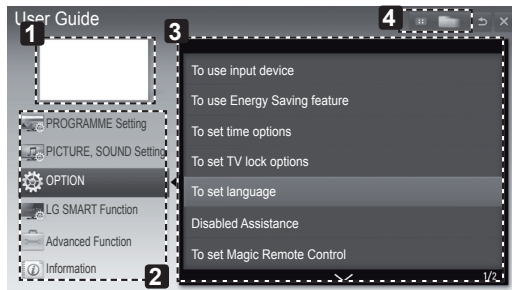 User Guide
4
1
3
To use input device
To use Energy Saving feature
PROGRAMME Setting
To set time options
PICTURE, SOUND Setting
To set TV lock options
OPTION
To set language
LG SMART Function
Disabled Assistance
Advanced Function
To set Magic Remote Control
Information
2
1/2